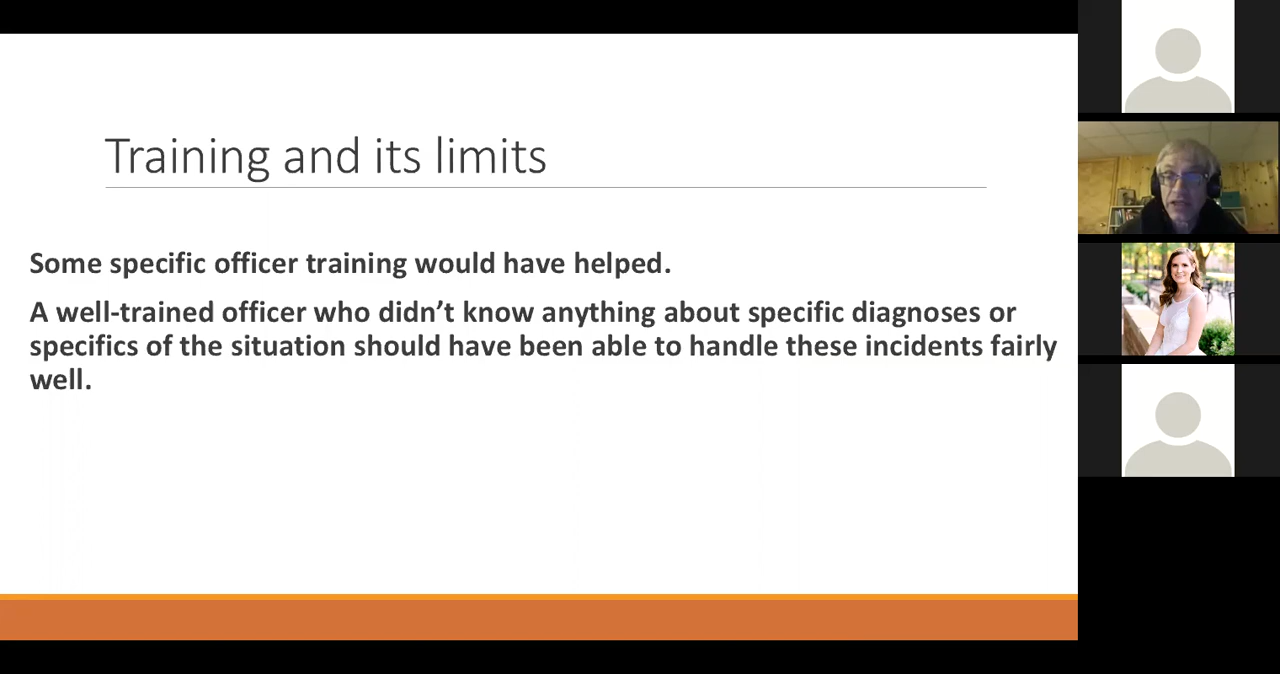 Training and its limits
Some specific officer training would have helped.
A well-trained officer who didn’t know anything about specific diagnoses or
specifics of the situation should have been able to handle these incidents fairly
well.